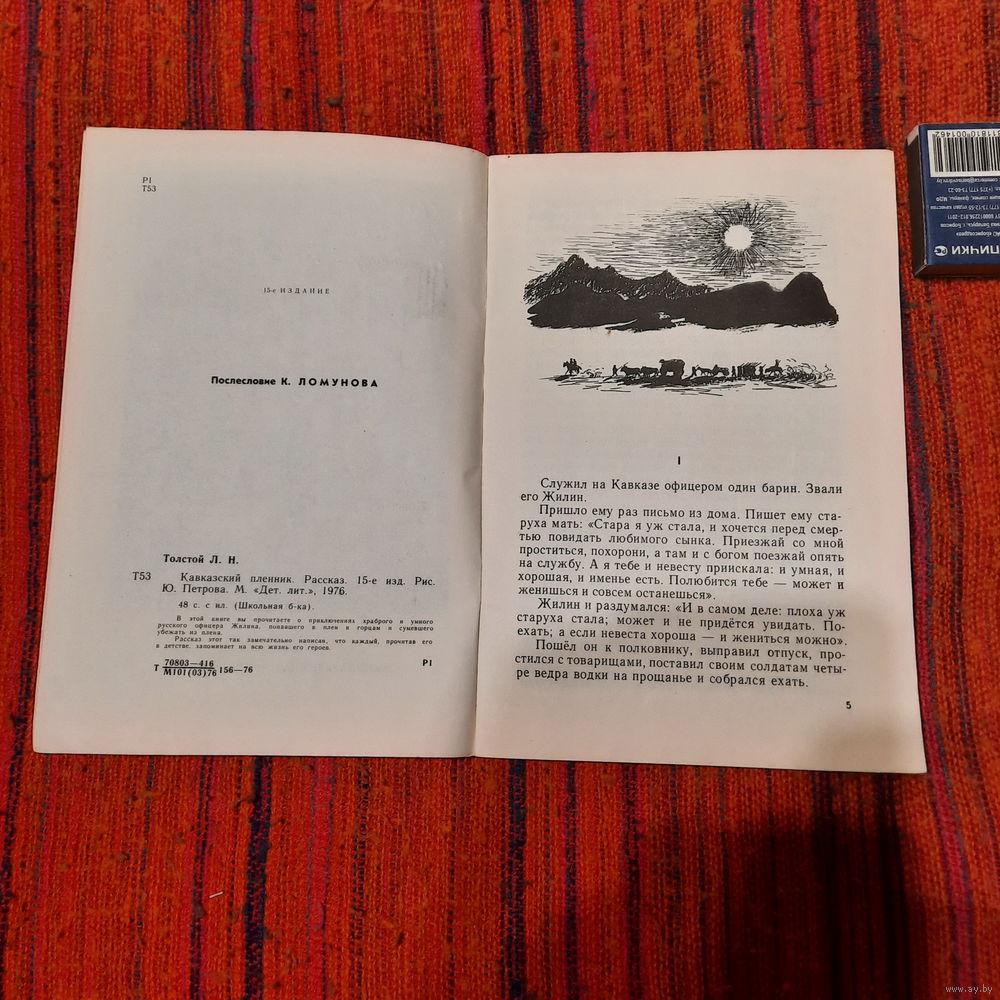 Р1
Т53
15-е ИЗДАНИЕ
Послесловие К. ЛОМУНОВА
Толстой Л. Н.
Т53 Кавказский пленник. Рассказ. 15-е изд. Рис.
Ю. Петрова. М. «Дет. лит.», 1976.
48 с. с ил. (Школьная б-ка).
В этой книге вы прочитаете о приключениях храброго и умного
русского офицера Жилина, попавшего в плен к горцам и сумевшего
убежать из плена.
Рассказ этот так замечательно написан, что каждый, прочитав его
в детстве, запоминает на всю жизнь его героев.
Т 70803—416
М101(03)76 156—76
Р1
I
Служил на Кавказе офицером один барин. Звали
его Жилин.
Пришло ему раз письмо из дома. Пишет ему ста-
руха мать: «Стара я уж стала, и хочется перед смер-
тью повидать любимого сынка. Приезжай со мной
проститься, похорони, а там и с богом поезжай опять
на службу. А я тебе и невесту приискала: и умная, и
хорошая, и именье есть. Полюбится тебе — может и
женишься и совсем останешься».
Жилин и раздумался: «И в самом деле: плоха уж
старуха стала; может и не придётся увидать. По-
ехать; а если невеста хороша — и жениться можно».
Пошёл он к полковнику, выправил отпуск, про-
стился с товарищами, поставил своим солдатам четы-
ре ведра водки на прощанье и собрался ехать.
5
11810 001462
ПИЧКИ РС
www.ay.by